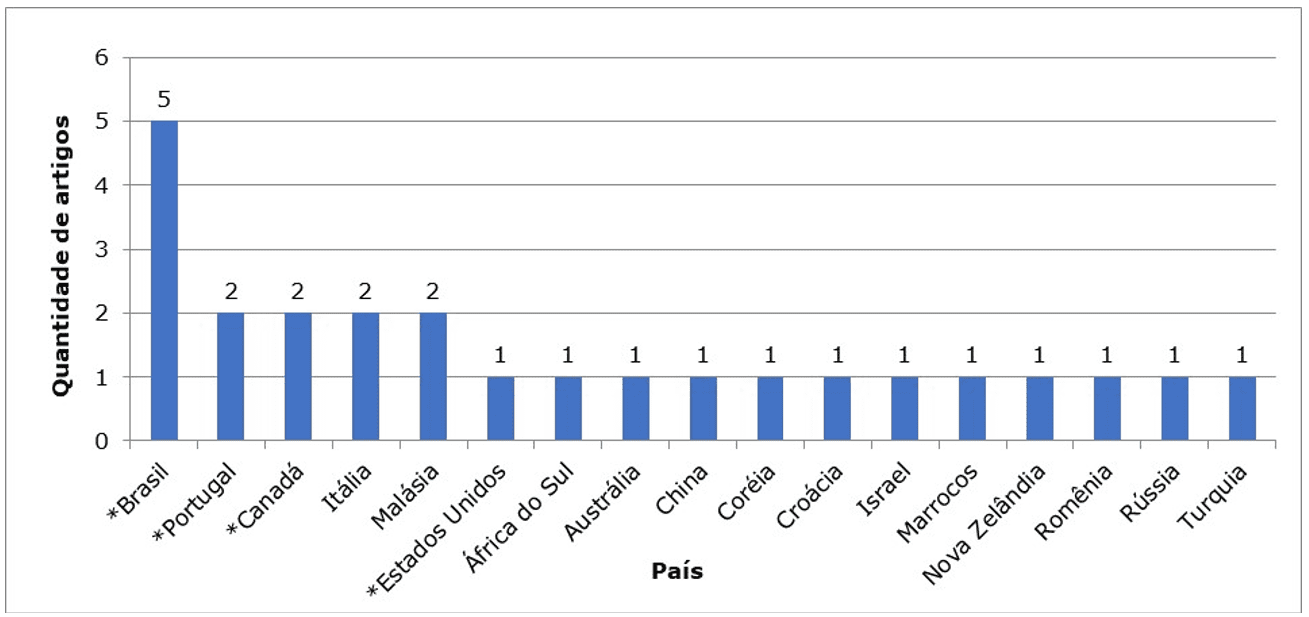 Quantidade de artigos
6
5
4
3
2
1
0
5
2
2
2
2
1
1
1
1
1
1
1
1
1
1
1
1
*Brasil
*Portugal
*Canadá
Itália
Malásia
*Estados Unidos
África do Sul
Austrália
China
Coréia
Croácia
Israel
Marrocos
Nova Zelândia
Romênia
Rússia
Turquia
País